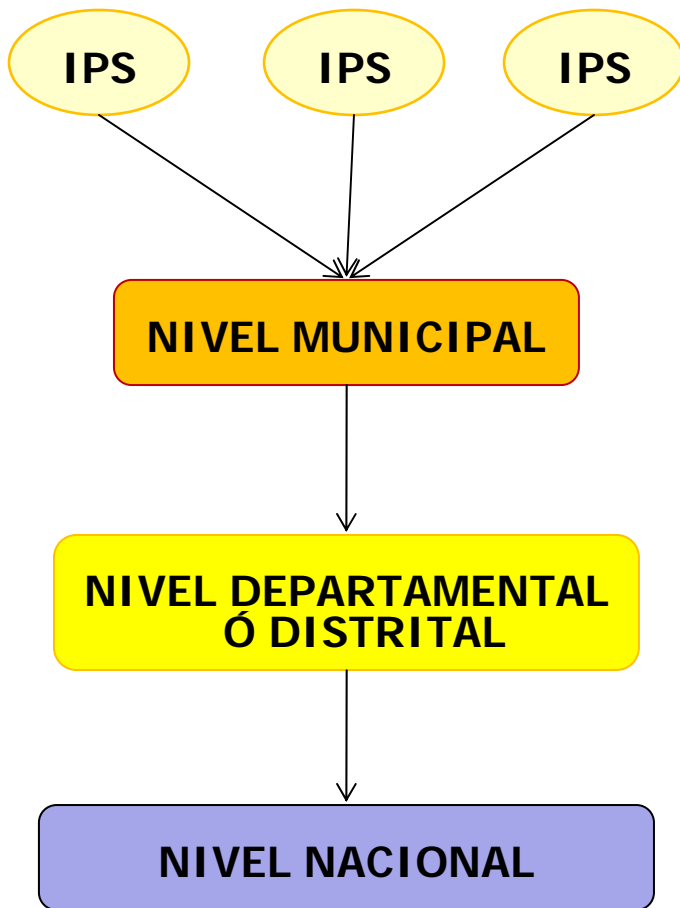 IPS
IPS
IPS
NIVEL MUNICIPAL
NIVEL DEPARTAMENTAL
Ó DISTRITAL
NIVEL NACIONAL